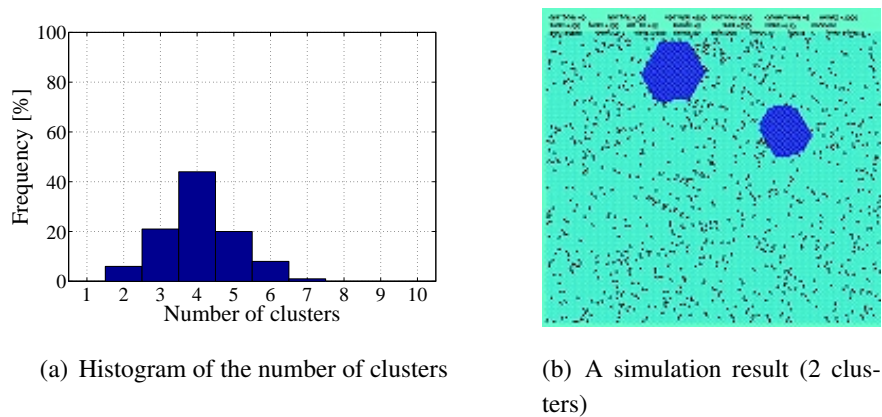 100
80
60
40
20
0
Frequency [%]
1 2 3 4 5 6 7 8 9 10
Number of clusters
(a) Histogram of the number of clusters
(b) A simulation result (2 clus-
ters)